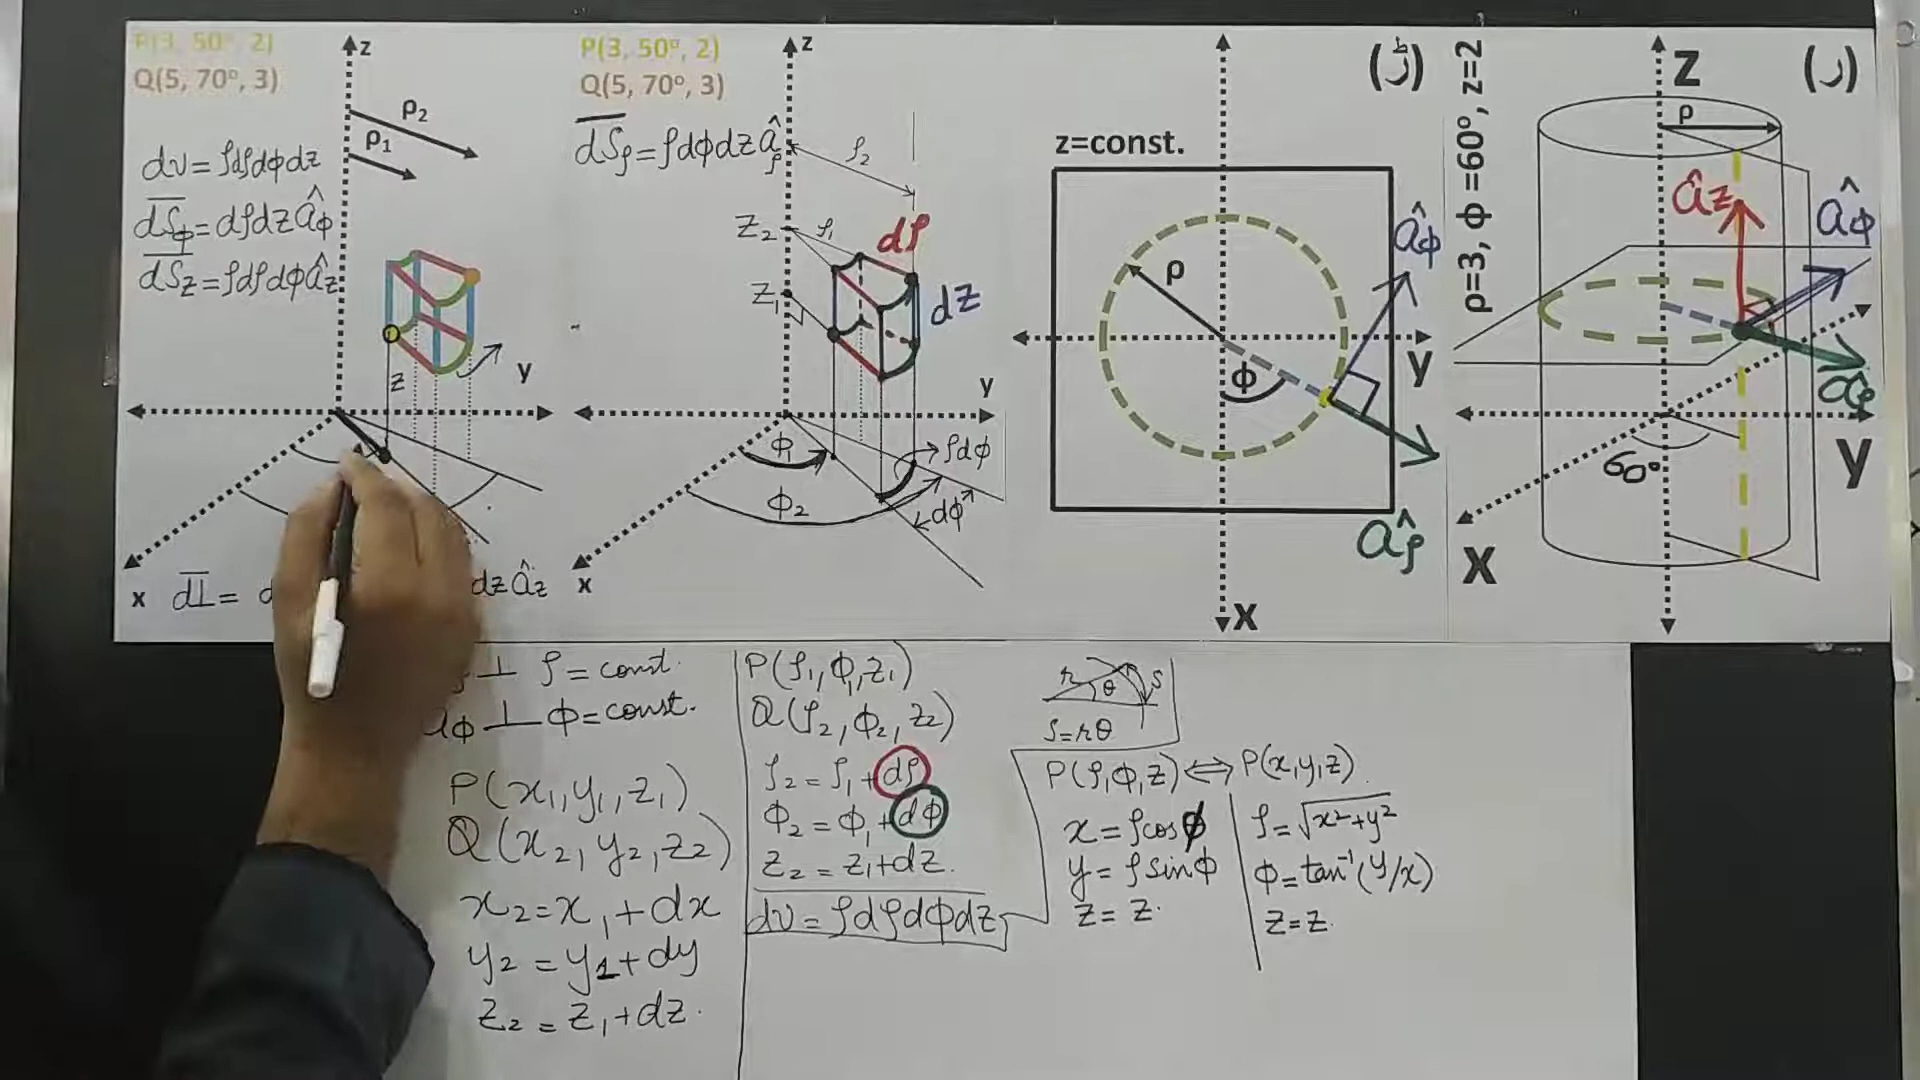 P(3, 50°, 2)
Q(5, 70°, 3)
z
ρ2
ρ1
dv = ρdρdφdz
dSφ = dρdz âφ
dSz = ρdρdφ âz
z
y
x
dl = d
dz âz
P(3, 50°, 2)
Q(5, 70°, 3)
z
dSρ = ρdφdz âρ
ρ2
Z2
ρ1
dρ
Z1
dz
y
φ1
ρdφ
φ2
dφ
x
(ز)
z=const.
âφ
ρ
y
φ
âρ
X
ρ=3, φ=60°, z=2
(ر)
Z
ρ
âz
âφ
âρ
60°
y
X
⊥ ρ = const.
φ ⊥ φ = const.
P(x1, y1, z1)
Q(x2, y2, z2)
x2 = x1 + dx
y2 = y1 + dy
z2 = z1 + dz.
P(ρ1, φ1, z1)
Q(ρ2, φ2, z2)
ρ2 = ρ1 + dρ
φ2 = φ1 + dφ
z2 = z1 + dz.
dv = ρdρdφdz
r
θ
s
s = rθ
P(ρ, φ, z) ⇔ P(x, y, z).
x = ρcosφ
y = ρsinφ
z = z.
ρ = √x²+y²
φ = tan⁻¹(y/x)
z = z.